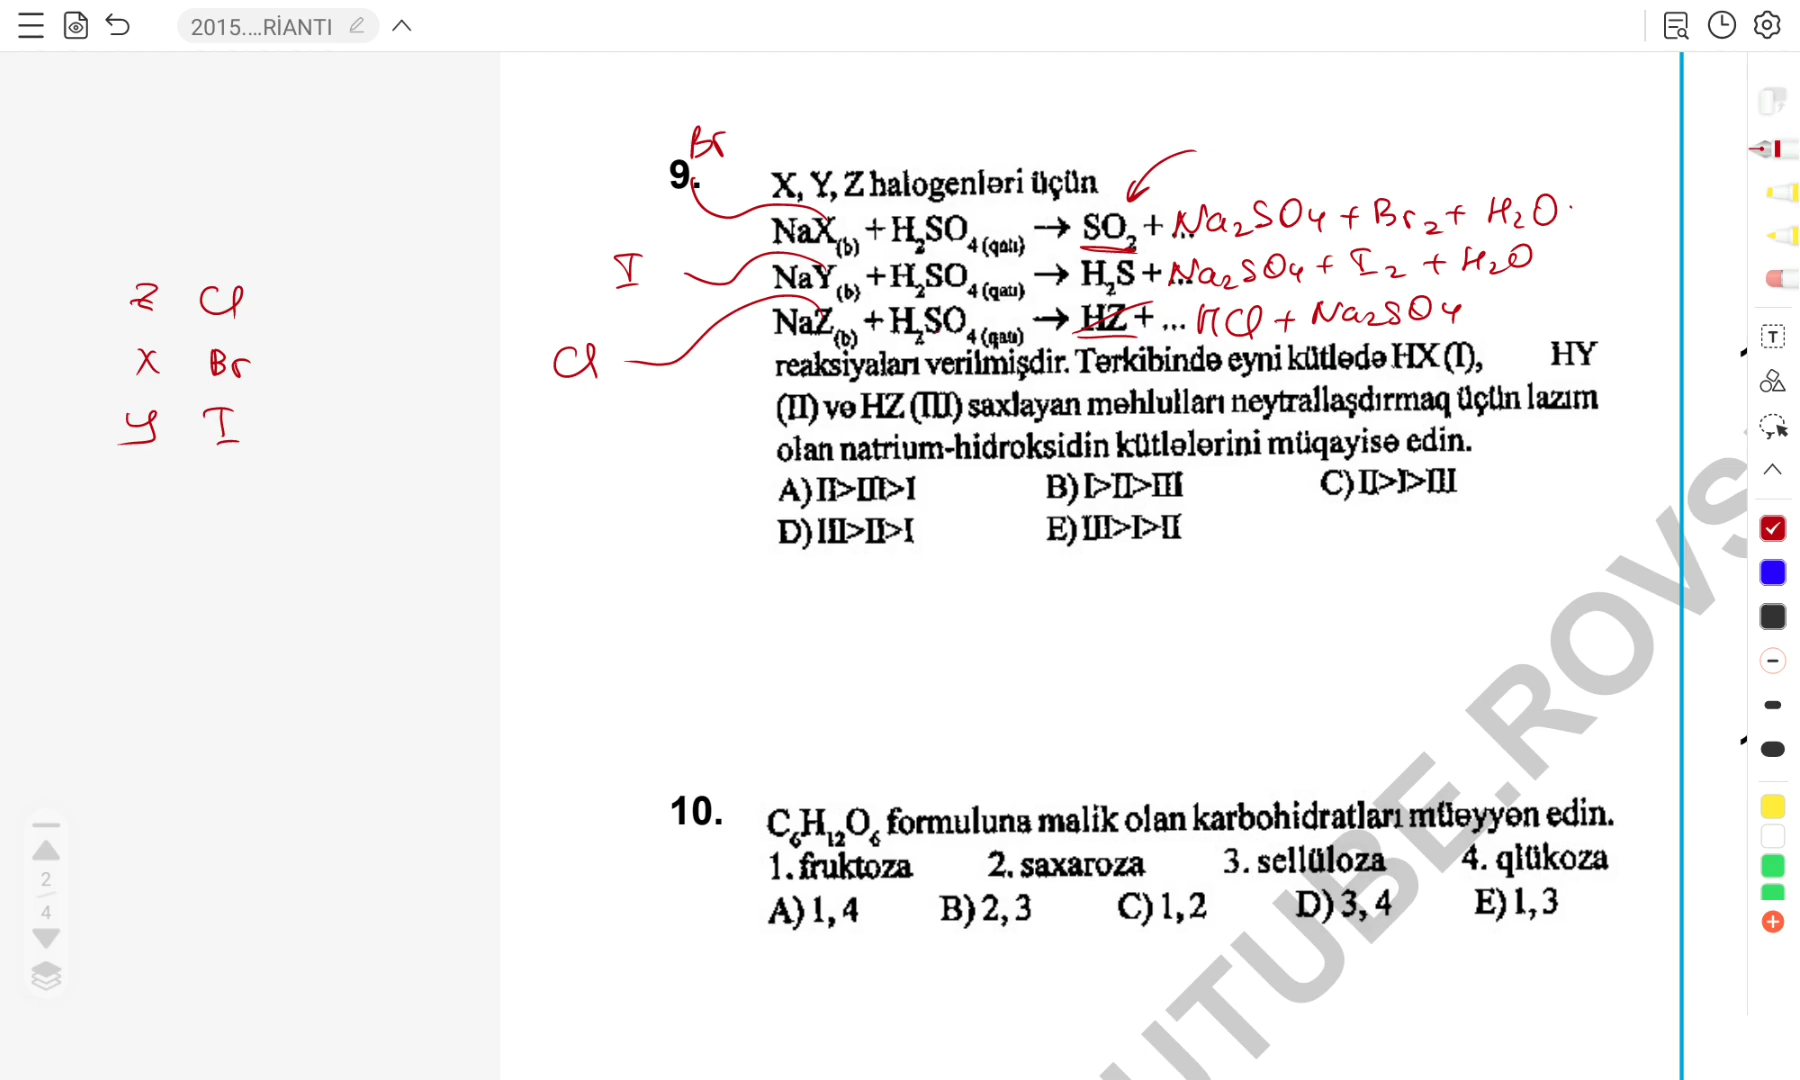 2015....RİANTI
Br
9. X, Y, Z halogenləri üçün
NaX(b) + H₂SO₄ (qatı) → SO₂ + ... Na₂SO₄ + Br₂ + H₂O.
I NaY(b) + H₂SO₄ (qatı) → H₂S + ... Na₂SO₄ + I₂ + H₂O
Cl NaZ(b) + H₂SO₄ (qatı) → HZ + ... HCl + Na₂SO₄
reaksiyaları verilmişdir. Tərkibində eyni kütlədə HX (I), HY
(II) və HZ (III) saxlayan məhlulları neytrallaşdırmaq üçün lazım
olan natrium-hidroksidin kütlələrini müqayisə edin.
A) II>III>I B) I>II>III C) II>I>III
D) III>II>I E) III>I>II
Z Cl
X Br
Y I
10. C₆H₁₂O₆ formuluna malik olan karbohidratları müəyyən edin.
1. fruktoza 2. saxaroza 3. sellüloza 4. qlükoza
A) 1, 4 B) 2, 3 C) 1, 2 D) 3, 4 E) 1, 3
UTUBE.ROVS
2
4
T